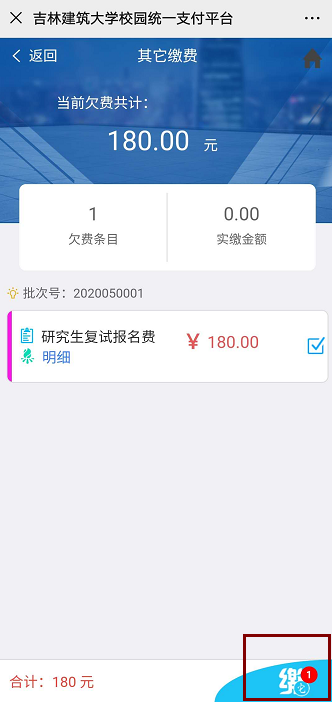 吉林建筑大学校园统一支付平台
返回 其它缴费
当前欠费共计：
180.00 元
1 0.00
欠费条目 实缴金额
批次号：2020050001
研究生复试报名费 ¥ 180.00
明细
合计：180 元
缴 1